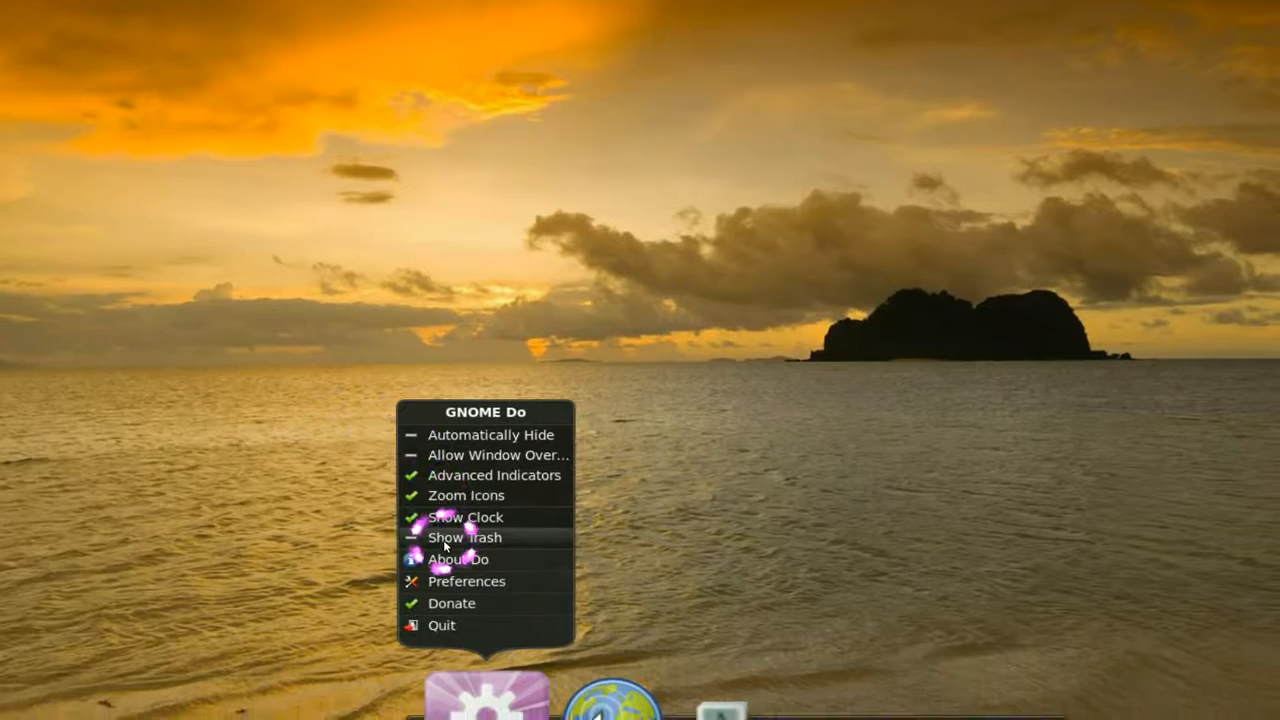 GNOME Do
Automatically Hide
Allow Window Over...
Advanced Indicators
Zoom Icons
Show Clock
Show Trash
About Do
Preferences
Donate
Quit